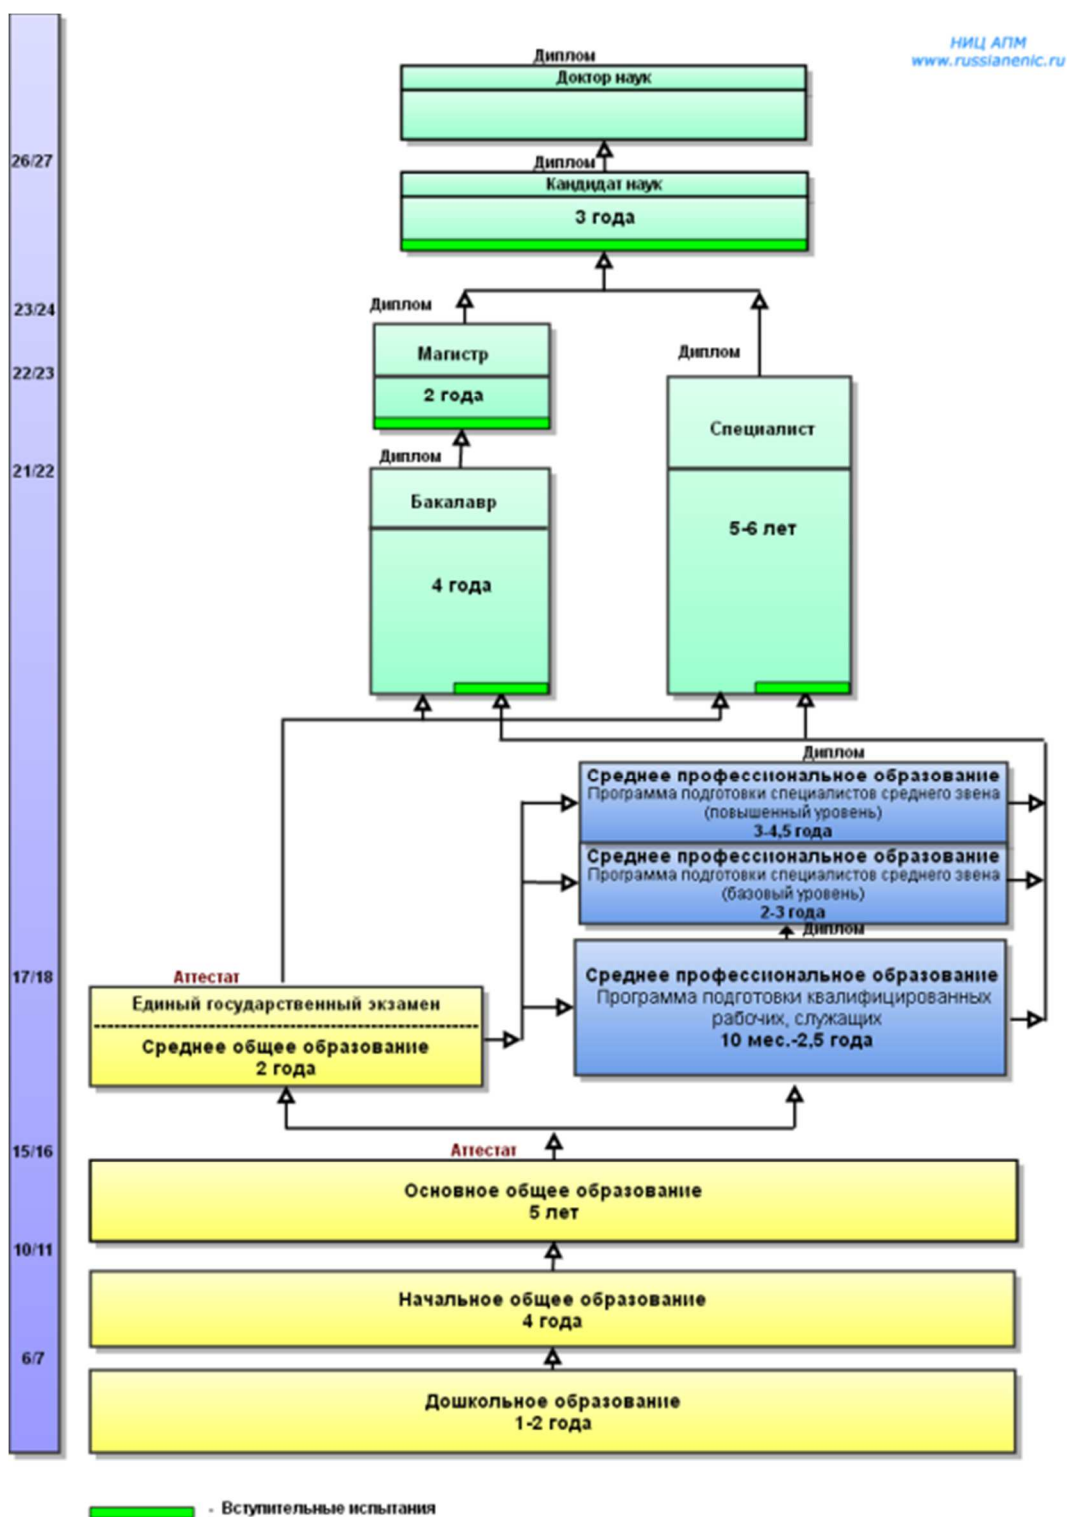 НИЦ АПМ
www.russianenic.ru
Диплом
Доктор наук
26/27
Диплом
Кандидат наук
3 года
23/24
Диплом
Магистр
2 года
Диплом
Специалист
5-6 лет
22/23
21/22
Диплом
Бакалавр
4 года
Диплом
Среднее профессиональное образование
Программа подготовки специалистов среднего звена
(повышенный уровень)
3-4,5 года
Среднее профессиональное образование
Программа подготовки специалистов среднего звена
(базовый уровень)
2-3 года
Диплом
Среднее профессиональное образование
Программа подготовки квалифицированных
рабочих, служащих
10 мес.-2,5 года
17/18
Аттестат
Единый государственный экзамен
Среднее общее образование
2 года
15/16
Аттестат
Основное общее образование
5 лет
10/11
Начальное общее образование
4 года
6/7
Дошкольное образование
1-2 года
- Вступительные испытания